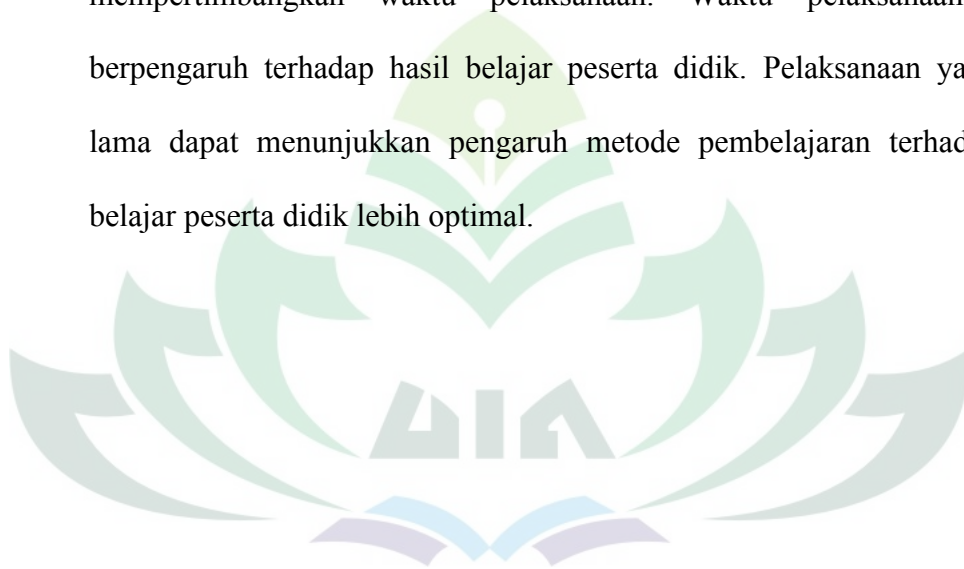 mempertimbangkan waktu pelaksanaan. Waktu pelaksanaan
berpengaruh terhadap hasil belajar peserta didik. Pelaksanaan ya
lama dapat menunjukkan pengaruh metode pembelajaran terhad
belajar peserta didik lebih optimal.
UIN